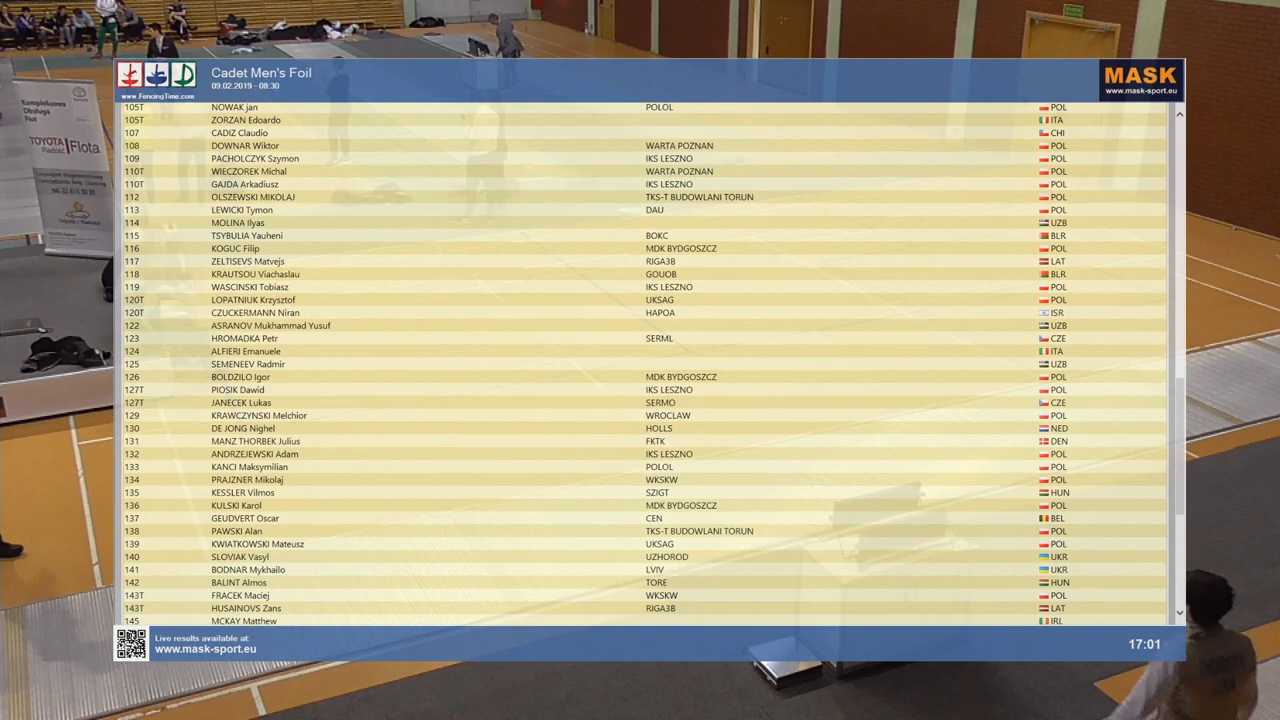 Cadet Men's Foil
09.02.2019 - 08:30
www.FencingTime.com
MASK
www.mask-sport.eu
105T NOWAK jan POLOL POL
105T ZORZAN Edoardo ITA
107 CADIZ Claudio CHI
108 DOWNAR Wiktor WARTA POZNAN POL
109 PACHOLCZYK Szymon IKS LESZNO POL
110T WIECZOREK Michal WARTA POZNAN POL
110T GAJDA Arkadiusz IKS LESZNO POL
112 OLSZEWSKI MIKOLAJ TKS-T BUDOWLANI TORUN POL
113 LEWICKI Tymon DAU POL
114 MOLINA Ilyas UZB
115 TSYBULIA Yauheni BOKC BLR
116 KOGUC Filip MDK BYDGOSZCZ POL
117 ZELTISEVS Matvejs RIGA3B LAT
118 KRAUTSOU Viachaslau GOUOB BLR
119 WASCINSKI Tobiasz IKS LESZNO POL
120T LOPATNIUK Krzysztof UKSAG POL
120T CZUCKERMANN Niran HAPOA ISR
122 ASRANOV Mukhammad Yusuf UZB
123 HROMADKA Petr SERML CZE
124 ALFIERI Emanuele ITA
125 SEMENEEV Radmir UZB
126 BOLDZILO Igor MDK BYDGOSZCZ POL
127T PIOSIK Dawid IKS LESZNO POL
127T JANECEK Lukas SERMO CZE
129 KRAWCZYNSKI Melchior WROCLAW POL
130 DE JONG Nighel HOLLS NED
131 MANZ THORBEK Julius FKTK DEN
132 ANDRZEJEWSKI Adam IKS LESZNO POL
133 KANCI Maksymilian POLOL POL
134 PRAJZNER Mikolaj WKSKW POL
135 KESSLER Vilmos SZIGT HUN
136 KULSKI Karol MDK BYDGOSZCZ POL
137 GEUDVERT Oscar CEN BEL
138 PAWSKI Alan TKS-T BUDOWLANI TORUN POL
139 KWIATKOWSKI Mateusz UKSAG POL
140 SLOVIAK Vasyl UZHOROD UKR
141 BODNAR Mykhailo LVIV UKR
142 BALINT Almos TORE HUN
143T FRACEK Maciej WKSKW POL
143T HUSAINOVS Zans RIGA3B LAT
145 MCKAY Matthew IRL
Live results available at:
www.mask-sport.eu
17:01
Kompleksowa
Obsługa
Flot
TOYOTA
Radość
Flota